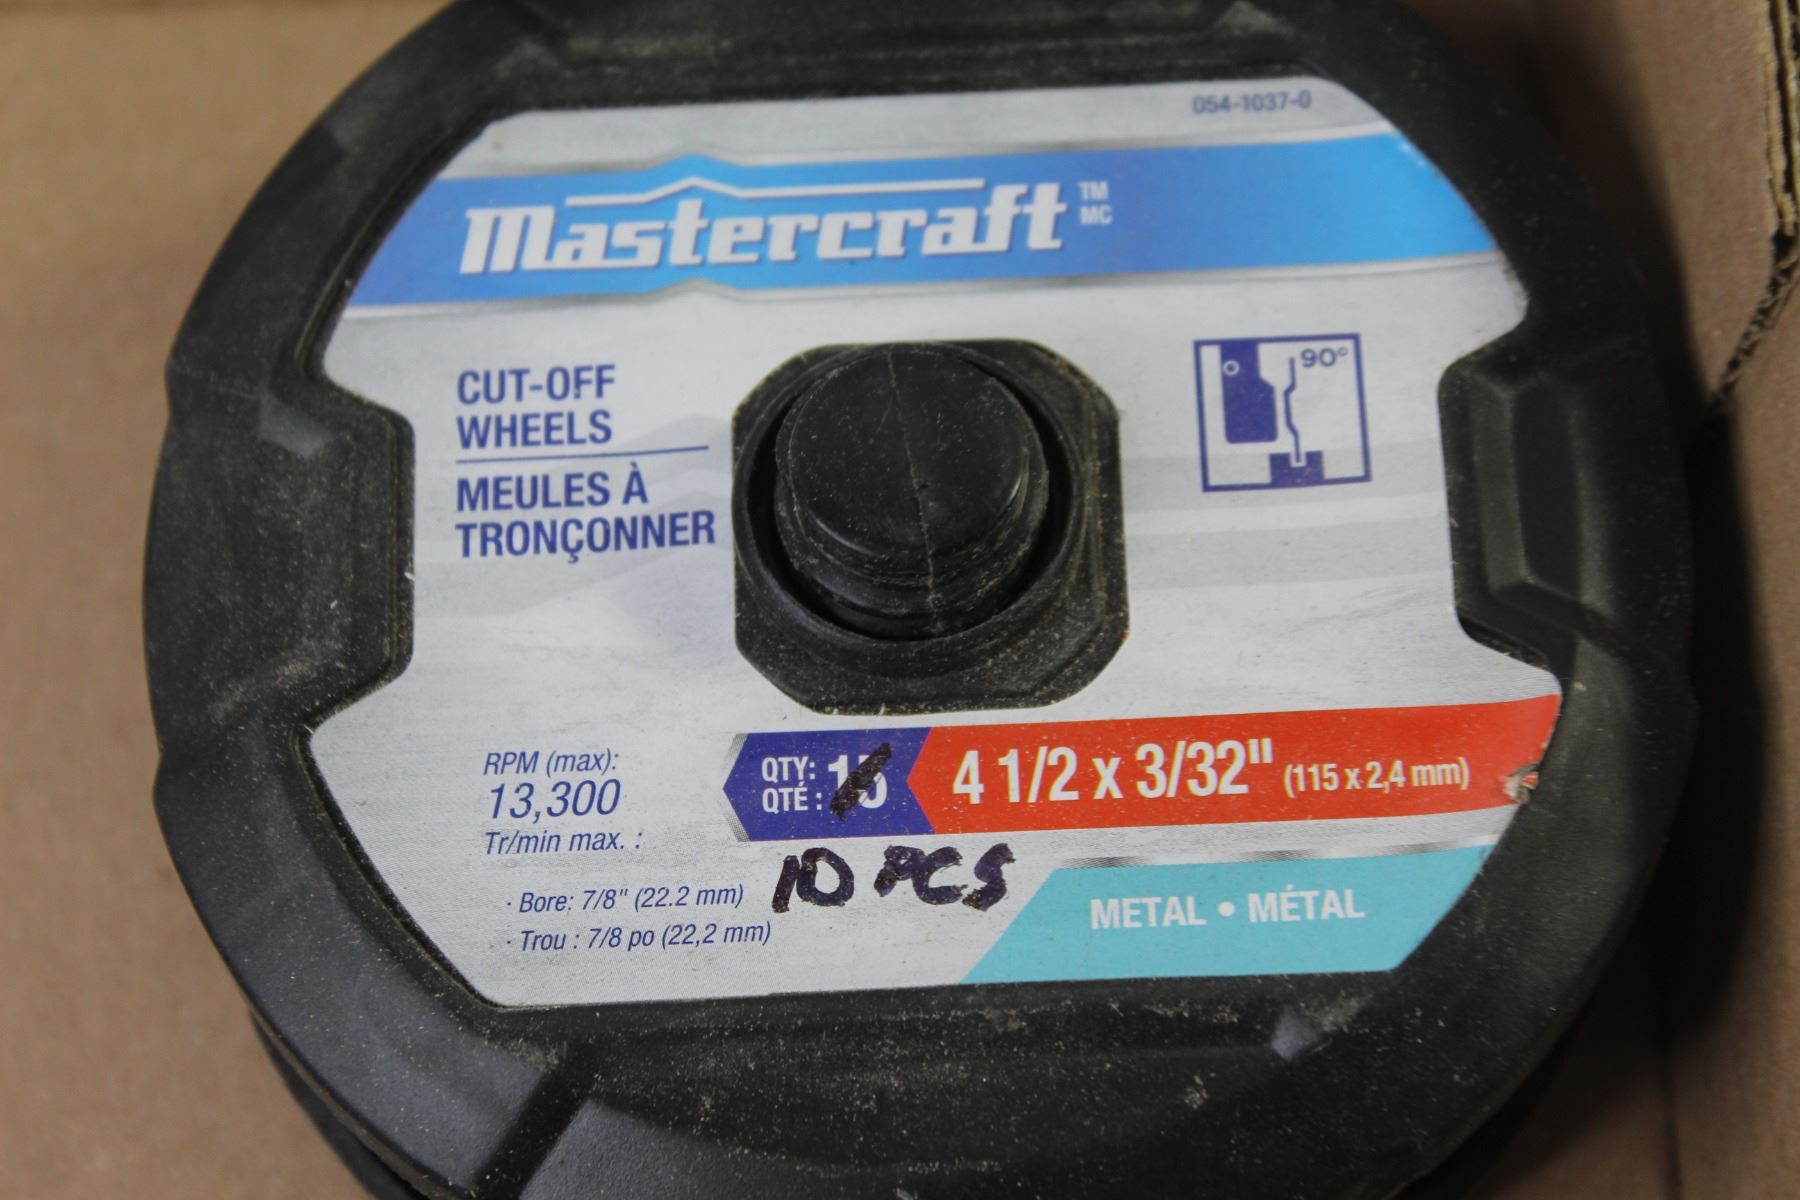 054-1037-0
Mastercraft TM MC
90°
CUT-OFF
WHEELS
MEULES À
TRONÇONNER
RPM (max):
13,300
Tr/min max. :
QTY: 15
QTÉ :
4 1/2 x 3/32" (115 x 2,4 mm)
10 PCS
· Bore: 7/8" (22.2 mm)
· Trou : 7/8 po (22,2 mm)
METAL • MÉTAL